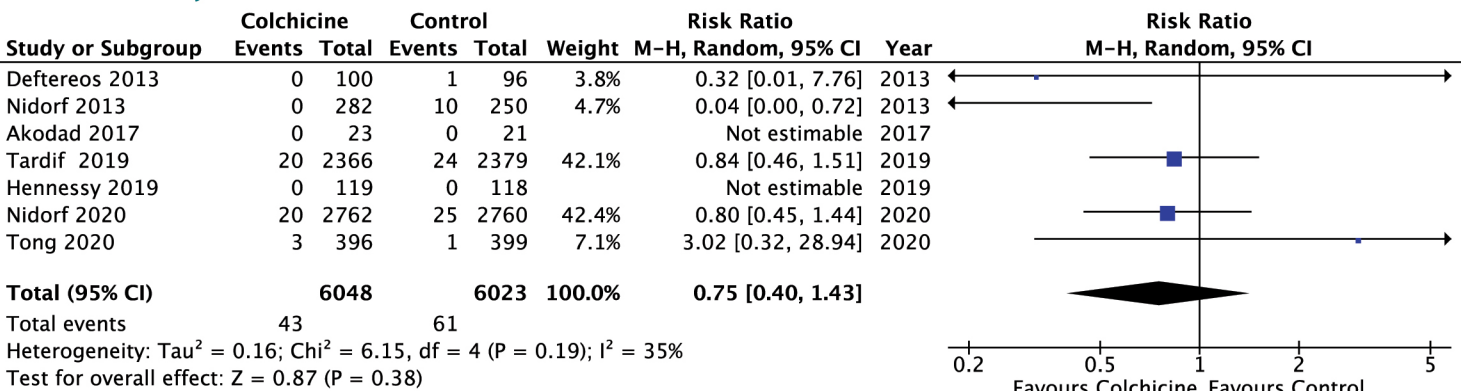 Colchicine Control Risk Ratio Risk Ratio
Study or Subgroup Events Total Events Total Weight M-H, Random, 95% CI Year M-H, Random, 95% CI
Deftereos 2013 0 100 1 96 3.8% 0.32 [0.01, 7.76] 2013
Nidorf 2013 0 282 10 250 4.7% 0.04 [0.00, 0.72] 2013
Akodad 2017 0 23 0 21 Not estimable 2017
Tardif 2019 20 2366 24 2379 42.1% 0.84 [0.46, 1.51] 2019
Hennessy 2019 0 119 0 118 Not estimable 2019
Nidorf 2020 20 2762 25 2760 42.4% 0.80 [0.45, 1.44] 2020
Tong 2020 3 396 1 399 7.1% 3.02 [0.32, 28.94] 2020
Total (95% CI) 6048 6023 100.0% 0.75 [0.40, 1.43]
Total events 43 61
Heterogeneity: Tau² = 0.16; Chi² = 6.15, df = 4 (P = 0.19); I² = 35%
Test for overall effect: Z = 0.87 (P = 0.38)
0.2 0.5 1 2 5
Favours Colchicine Favours Control